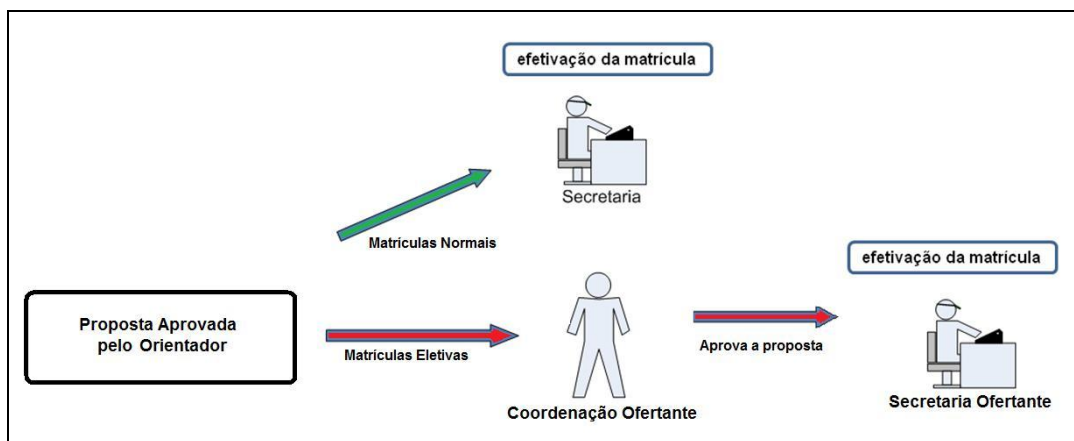 efetivação da matrícula
Secretaria
Matrículas Normais
efetivação da matrícula
Proposta Aprovada
pelo Orientador
Matrículas Eletivas
Aprova a proposta
Coordenação Ofertante
Secretaria Ofertante